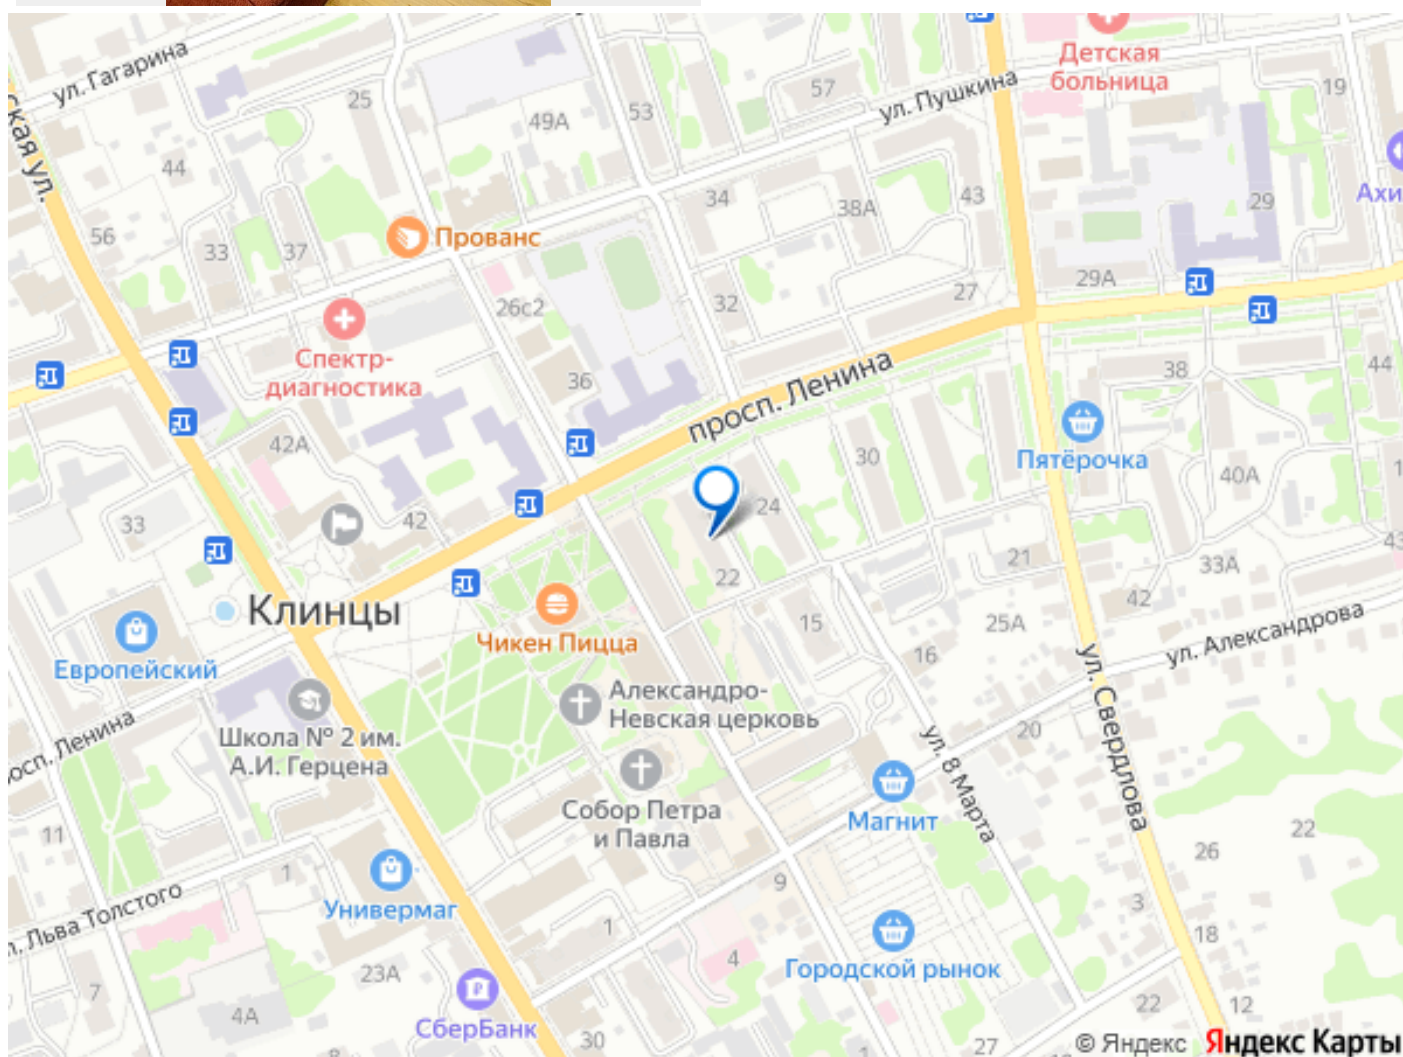 ул. Гагарина
ская ул.
25
49А
53
57
ул. Пушкина
Детская
больница
19
44
34
38А
43
29
Ахи
56
33
37
Прованс
26с2
32
27
29А
Спектр-
диагностика
36
просп. Ленина
38
44
42А
30
Пятёрочка
40А
1
33
42
24
43
22
21
33А
42
Клинцы
Чикен Пицца
15
25А
ул. Александрова
Европейский
16
ул. Свердлова
Александро-
Невская церковь
осп. Ленина
Школа № 2 им.
А.И. Герцена
20
ул. 8 Марта
Собор Петра
и Павла
Магнит
11
22
26
1
9
Универмаг
л. Льва Толстого
3
1
18
4
Городской рынок
23А
7
4А
СберБанк
22
12
30
27
© Яндекс Яндекс Карты